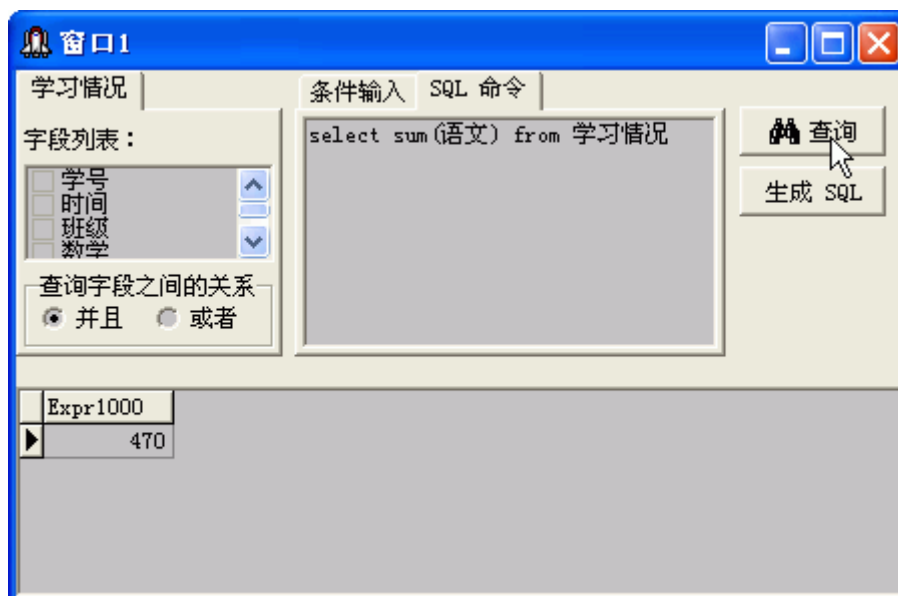 窗口1
学习情况
条件输入 SQL 命令
字段列表：
学号
时间
班级
数学
查询字段之间的关系
并且 或者
select sum(语文) from 学习情况
查询
生成 SQL
Expr1000
470